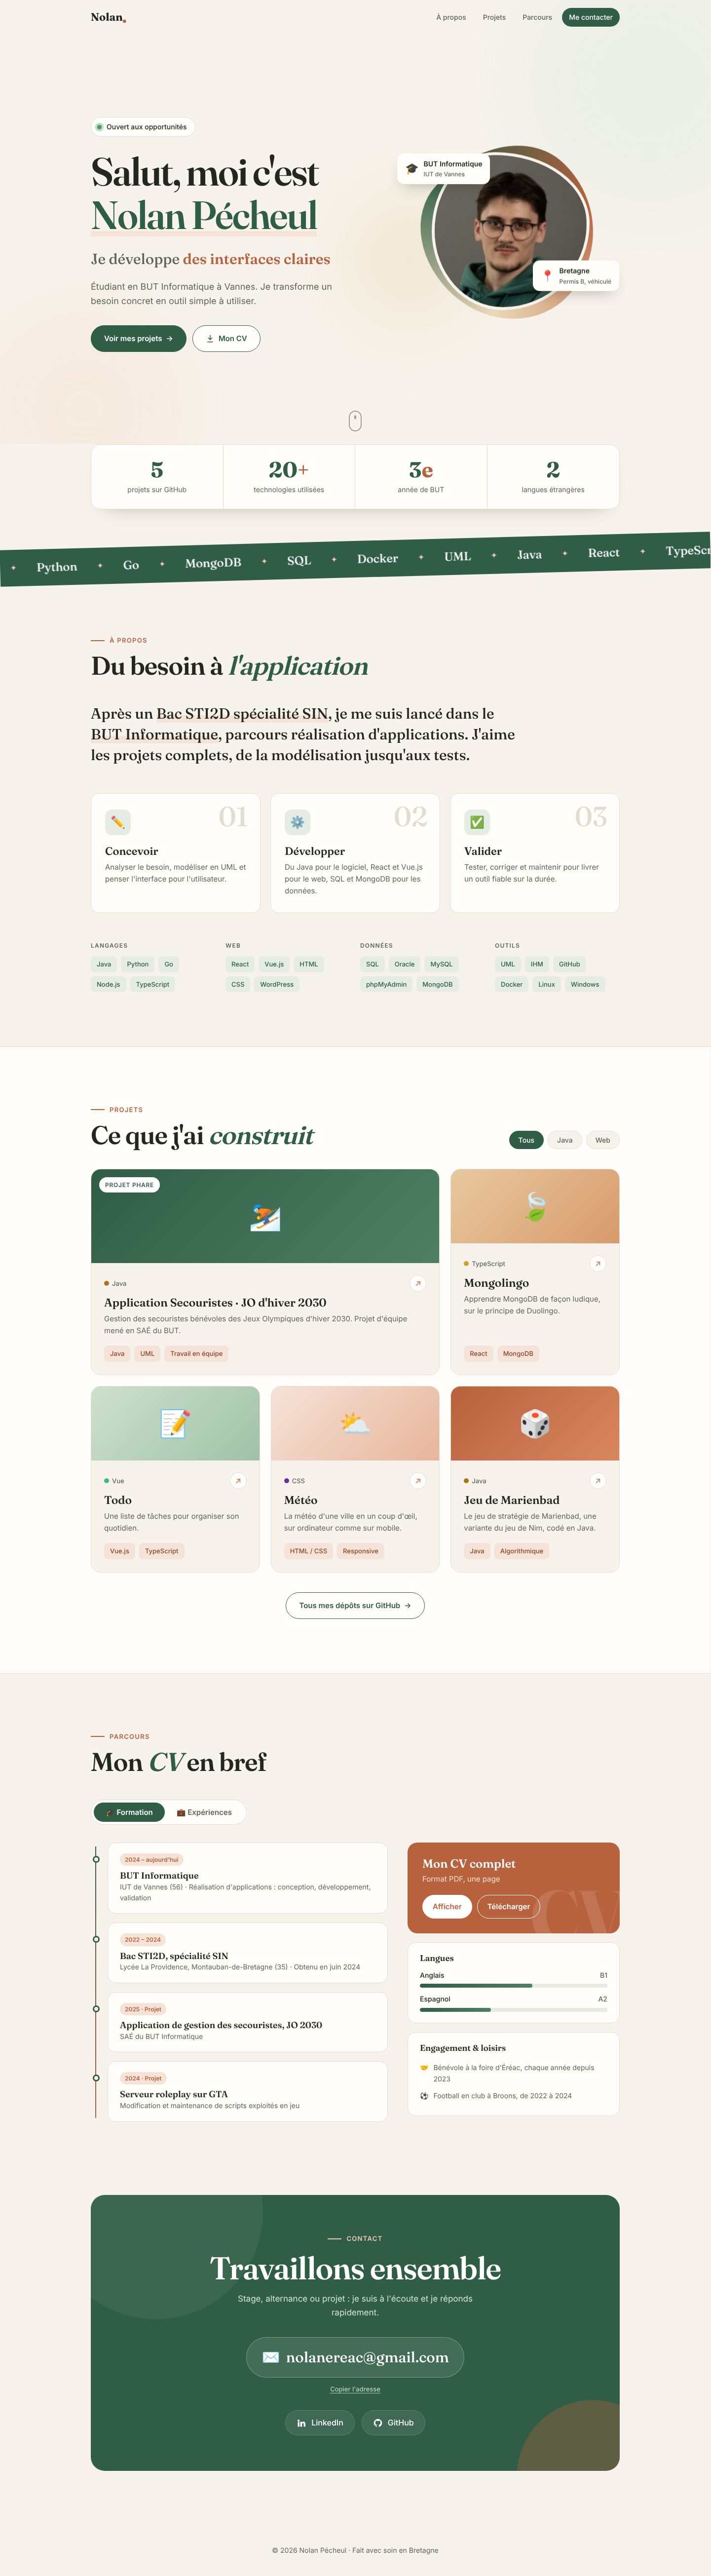 Nolan.
À propos
Projets
Parcours
Me contacter
Ouvert aux opportunités
Salut, moi c'est
Nolan Pécheul
Je développe des interfaces claires
Étudiant en BUT Informatique à Vannes. Je transforme un
besoin concret en outil simple à utiliser.
Voir mes projets →
Mon CV
BUT Informatique
IUT de Vannes
Bretagne
Permis B, véhiculé
5
projets sur GitHub
20+
technologies utilisées
3e
année de BUT
2
langues étrangères
Python
Go
MongoDB
SQL
Docker
UML
Java
React
TypeScr
À PROPOS
Du besoin à l'application
Après un Bac STI2D spécialité SIN, je me suis lancé dans le
BUT Informatique, parcours réalisation d'applications. J'aime
les projets complets, de la modélisation jusqu'aux tests.
01
Concevoir
Analyser le besoin, modéliser en UML et
penser l'interface pour l'utilisateur.
02
Développer
Du Java pour le logiciel, React et Vue.js
pour le web, SQL et MongoDB pour les
données.
03
Valider
Tester, corriger et maintenir pour livrer
un outil fiable sur la durée.
LANGAGES
Java
Python
Go
Node.js
TypeScript
WEB
React
Vue.js
HTML
CSS
WordPress
DONNÉES
SQL
Oracle
MySQL
phpMyAdmin
MongoDB
OUTILS
UML
IHM
GitHub
Docker
Linux
Windows
PROJETS
Ce que j'ai construit
Tous
Java
Web
PROJET PHARE
Java
Application Secouristes · JO d'hiver 2030
Gestion des secouristes bénévoles des Jeux Olympiques d'hiver 2030. Projet d'équipe
mené en SAÉ du BUT.
Java
UML
Travail en équipe
TypeScript
Mongolingo
Apprendre MongoDB de façon ludique,
sur le principe de Duolingo.
React
MongoDB
Vue
Todo
Une liste de tâches pour organiser son
quotidien.
Vue.js
TypeScript
CSS
Météo
La météo d'une ville en un coup d'œil,
sur ordinateur comme sur mobile.
HTML / CSS
Responsive
Java
Jeu de Marienbad
Le jeu de stratégie de Marienbad, une
variante du jeu de Nim, codé en Java.
Java
Algorithmique
Tous mes dépôts sur GitHub →
PARCOURS
Mon CV en bref
Formation
Expériences
2024 – aujourd'hui
BUT Informatique
IUT de Vannes (56) · Réalisation d'applications : conception, développement,
validation
2022 – 2024
Bac STI2D, spécialité SIN
Lycée La Providence, Montauban-de-Bretagne (35) · Obtenu en juin 2024
2025 · Projet
Application de gestion des secouristes, JO 2030
SAÉ du BUT Informatique
2024 · Projet
Serveur roleplay sur GTA
Modification et maintenance de scripts exploités en jeu
Mon CV complet
Format PDF, une page
Afficher
Télécharger
CV
Langues
Anglais
B1
Espagnol
A2
Engagement & loisirs
Bénévole à la foire d'Éréac, chaque année depuis
2023
Football en club à Broons, de 2022 à 2024
CONTACT
Travaillons ensemble
Stage, alternance ou projet : je suis à l'écoute et je réponds
rapidement.
nolanereac@gmail.com
Copier l'adresse
LinkedIn
GitHub
© 2026 Nolan Pécheul · Fait avec soin en Bretagne